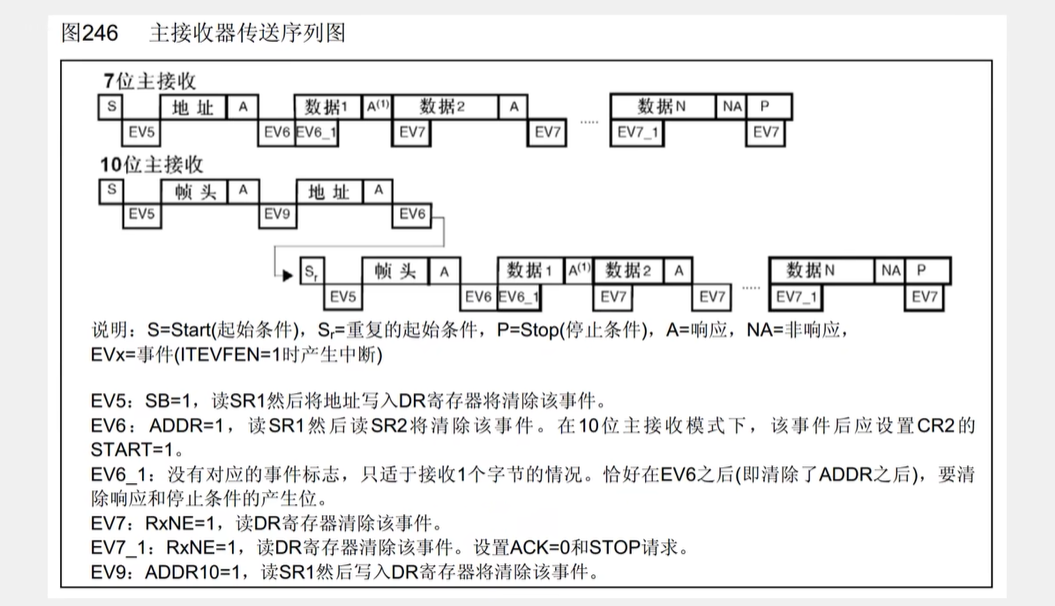 图246 主接收器传送序列图
7位主接收
S 地址 A 数据1 A(1) 数据2 A 数据N NA P
EV5 EV6 EV6_1 EV7 EV7 ..... EV7_1 EV7
10位主接收
S 帧头 A 地址 A
EV5 EV9 EV6
Sr 帧头 A 数据1 A(1) 数据2 A 数据N NA P
EV5 EV6 EV6_1 EV7 EV7 ..... EV7_1 EV7
说明：S=Start(起始条件)，Sr=重复的起始条件，P=Stop(停止条件)，A=响应，NA=非响应，
EVx=事件(ITEVFEN=1时产生中断)
EV5：SB=1，读SR1然后将地址写入DR寄存器将清除该事件。
EV6：ADDR=1，读SR1然后读SR2将清除该事件。在10位主接收模式下，该事件后应设置CR2的
START=1。
EV6_1：没有对应的事件标志，只适于接收1个字节的情况。恰好在EV6之后(即清除了ADDR之后)，要清
除响应和停止条件的产生位。
EV7：RxNE=1，读DR寄存器清除该事件。
EV7_1：RxNE=1，读DR寄存器清除该事件。设置ACK=0和STOP请求。
EV9：ADDR10=1，读SR1然后写入DR寄存器将清除该事件。